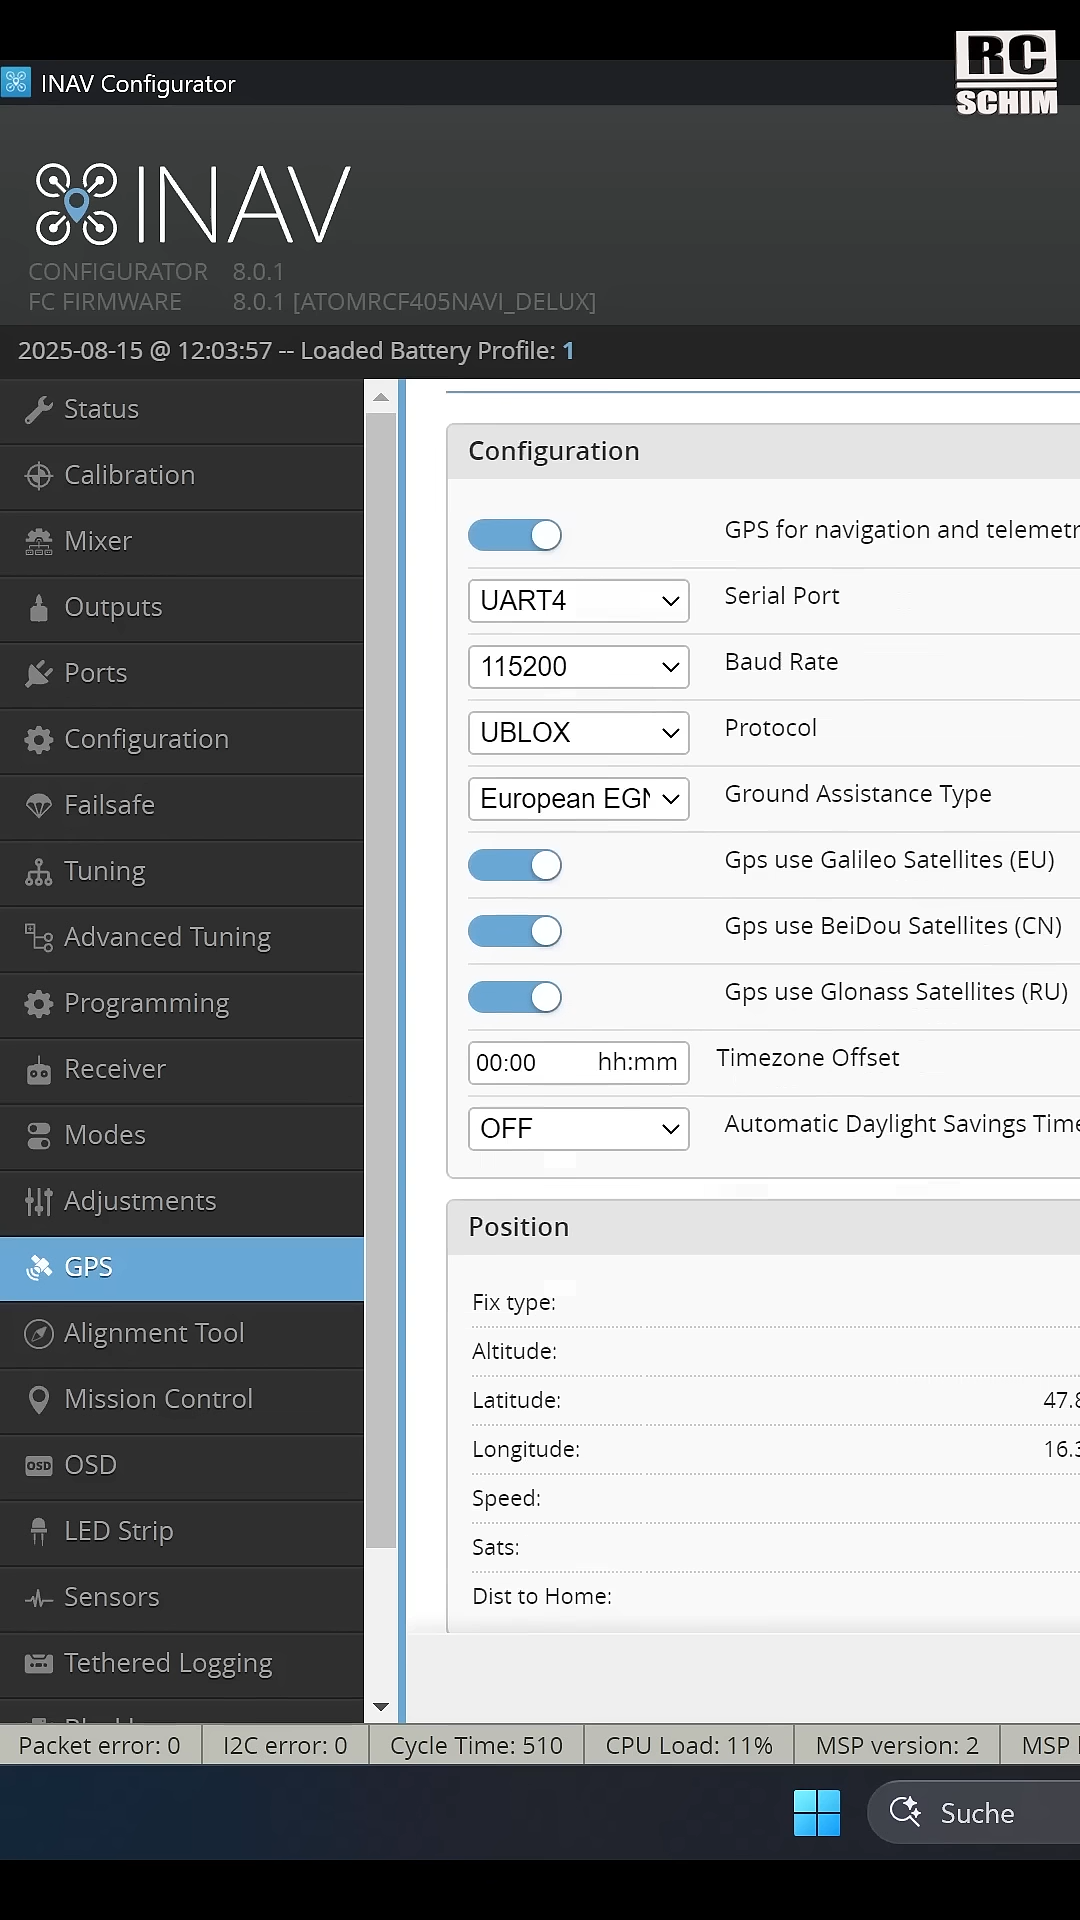 RC
SCHIM
INAV Configurator
INAV
CONFIGURATOR 8.0.1
FC FIRMWARE 8.0.1 [ATOMRCF405NAVI_DELUX]
2025-08-15 @ 12:03:57 -- Loaded Battery Profile: 1
Status
Calibration
Mixer
Outputs
Ports
Configuration
Failsafe
Tuning
Advanced Tuning
Programming
Receiver
Modes
Adjustments
GPS
Alignment Tool
Mission Control
OSD OSD
LED Strip
Sensors
Tethered Logging
Configuration
GPS for navigation and telemetr
UART4 Serial Port
115200 Baud Rate
UBLOX Protocol
European EGN Ground Assistance Type
Gps use Galileo Satellites (EU)
Gps use BeiDou Satellites (CN)
Gps use Glonass Satellites (RU)
00:00 hh:mm Timezone Offset
OFF Automatic Daylight Savings Time
Position
Fix type:
Altitude:
Latitude: 47.8
Longitude: 16.3
Speed:
Sats:
Dist to Home:
Packet error: 0 I2C error: 0 Cycle Time: 510 CPU Load: 11% MSP version: 2 MSP
Suche